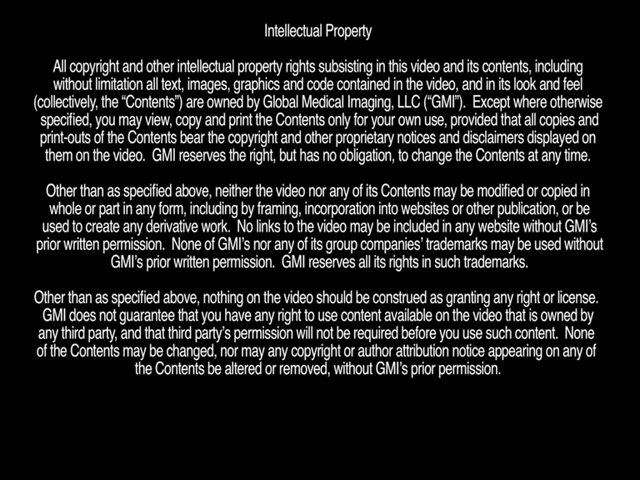 Intellectual Property
All copyright and other intellectual property rights subsisting in this video and its contents, including
without limitation all text, images, graphics and code contained in the video, and in its look and feel
(collectively, the “Contents”) are owned by Global Medical Imaging, LLC (“GMI”).  Except where otherwise
specified, you may view, copy and print the Contents only for your own use, provided that all copies and
print-outs of the Contents bear the copyright and other proprietary notices and disclaimers displayed on
them on the video.  GMI reserves the right, but has no obligation, to change the Contents at any time.
Other than as specified above, neither the video nor any of its Contents may be modified or copied in
whole or part in any form, including by framing, incorporation into websites or other publication, or be
used to create any derivative work.  No links to the video may be included in any website without GMI’s
prior written permission.  None of GMI’s nor any of its group companies’ trademarks may be used without
GMI’s prior written permission.  GMI reserves all its rights in such trademarks.
Other than as specified above, nothing on the video should be construed as granting any right or license.
GMI does not guarantee that you have any right to use content available on the video that is owned by
any third party, and that third party’s permission will not be required before you use such content.  None
of the Contents may be changed, nor may any copyright or author attribution notice appearing on any of
the Contents be altered or removed, without GMI’s prior permission.